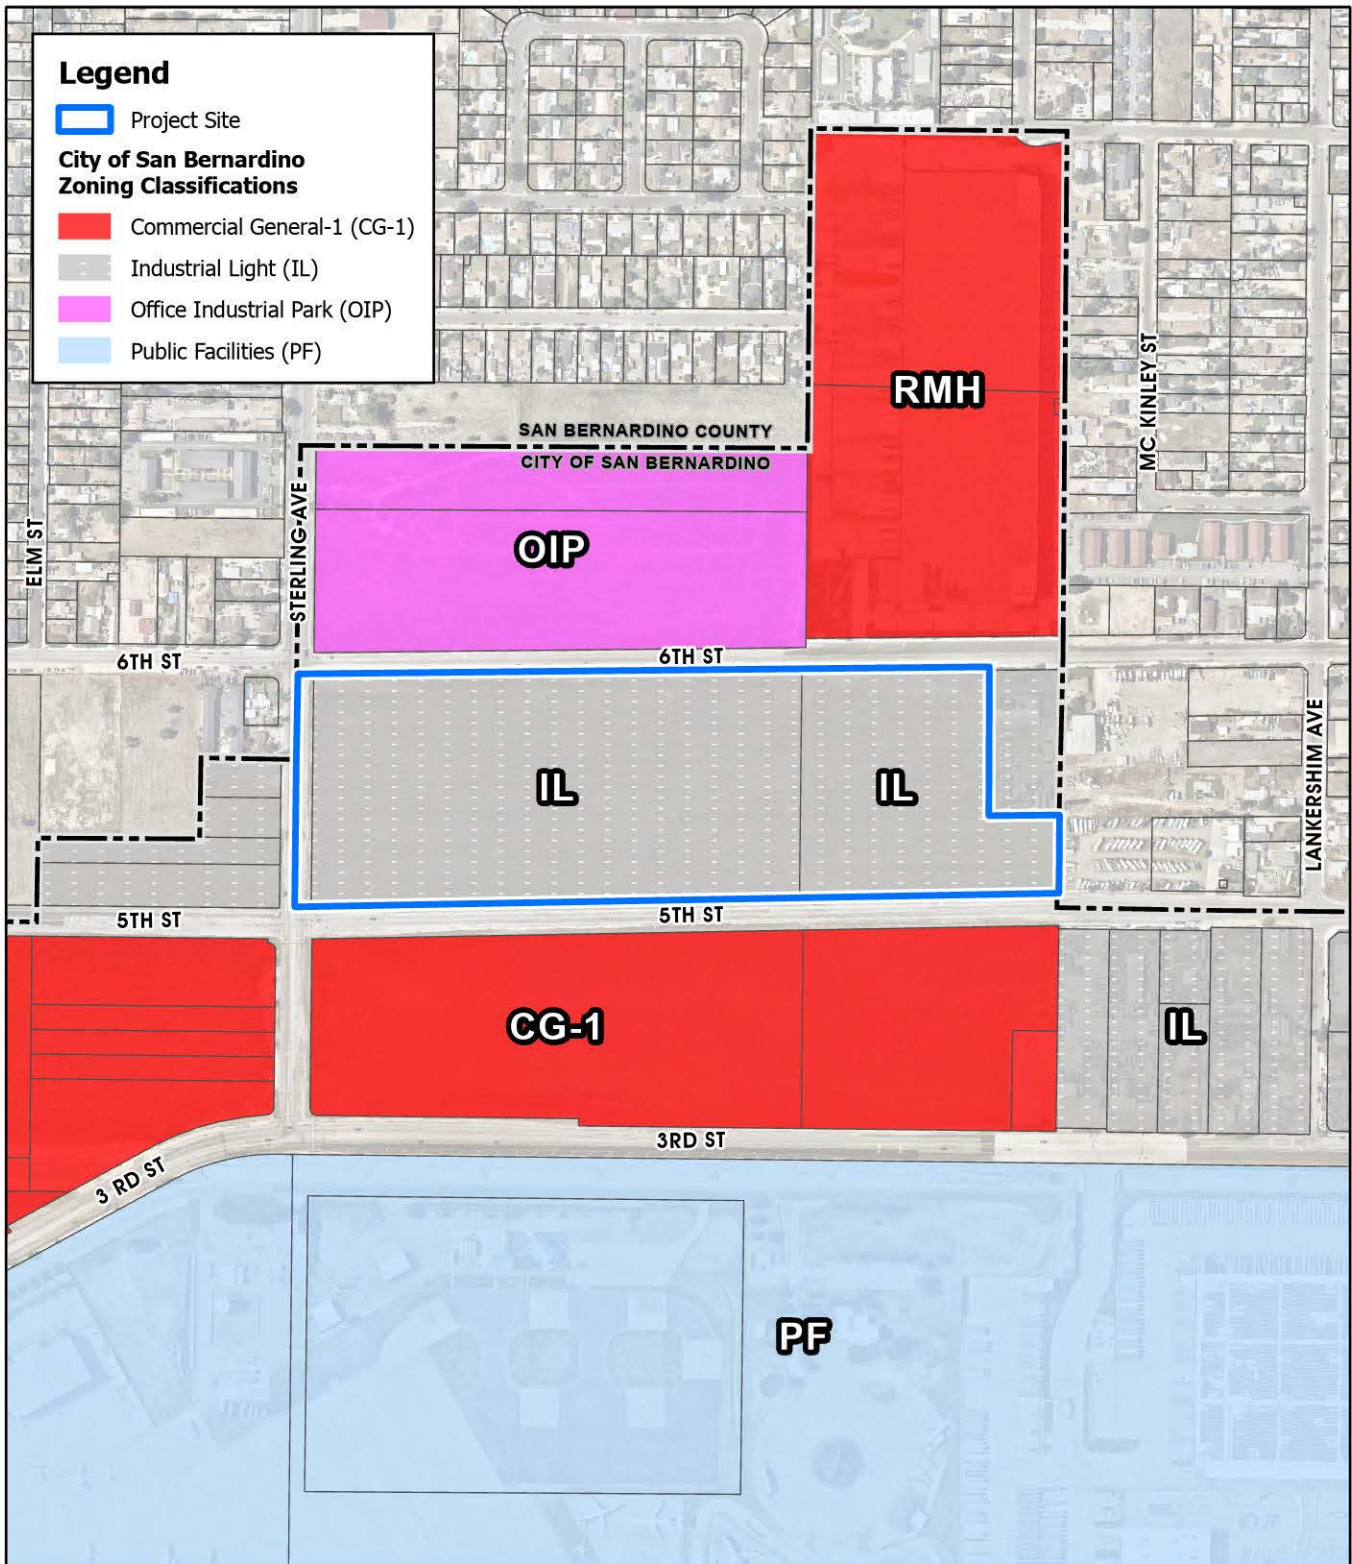 Legend
Project Site
City of San Bernardino
Zoning Classifications
Commercial General-1 (CG-1)
Industrial Light (IL)
Office Industrial Park (OIP)
Public Facilities (PF)
RMH
MC KINLEY ST
SAN BERNARDINO COUNTY
CITY OF SAN BERNARDINO
ELM ST
STERLING AVE
OIP
6TH ST
6TH ST
IL
IL
LANKERSHIM AVE
5TH ST
5TH ST
CG-1
IL
3RD ST
3 RD ST
PF